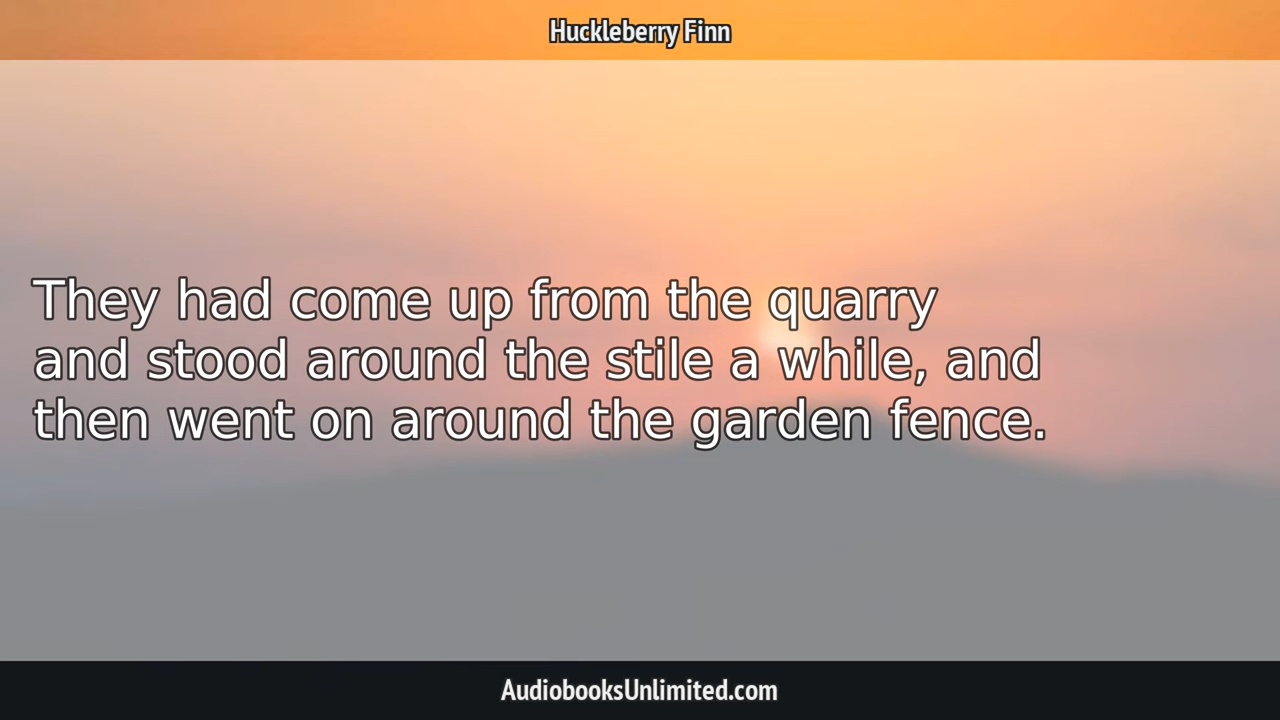 Huckleberry Finn
They had come up from the quarry
and stood around the stile a while, and
then went on around the garden fence.
AudiobooksUnlimited.com